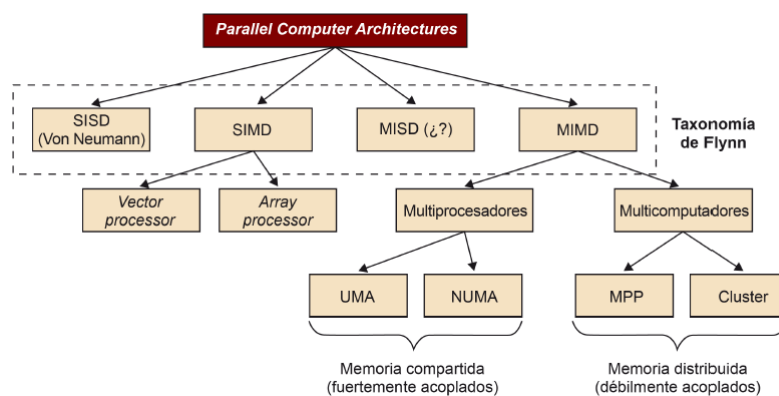 Parallel Computer Architectures
SISD
(Von Neumann)
SIMD
MISD (¿?)
MIMD
Taxonomía
de Flynn
Vector
processor
Array
processor
Multiprocesadores
Multicomputadores
UMA
NUMA
MPP
Cluster
Memoria compartida
(fuertemente acoplados)
Memoria distribuida
(débilmente acoplados)